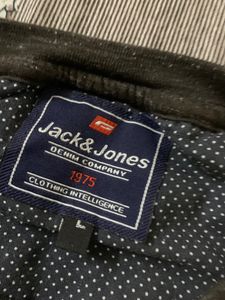 Jack&Jones
DENIM COMPANY
1975
CLOTHING INTELLIGENCE
L